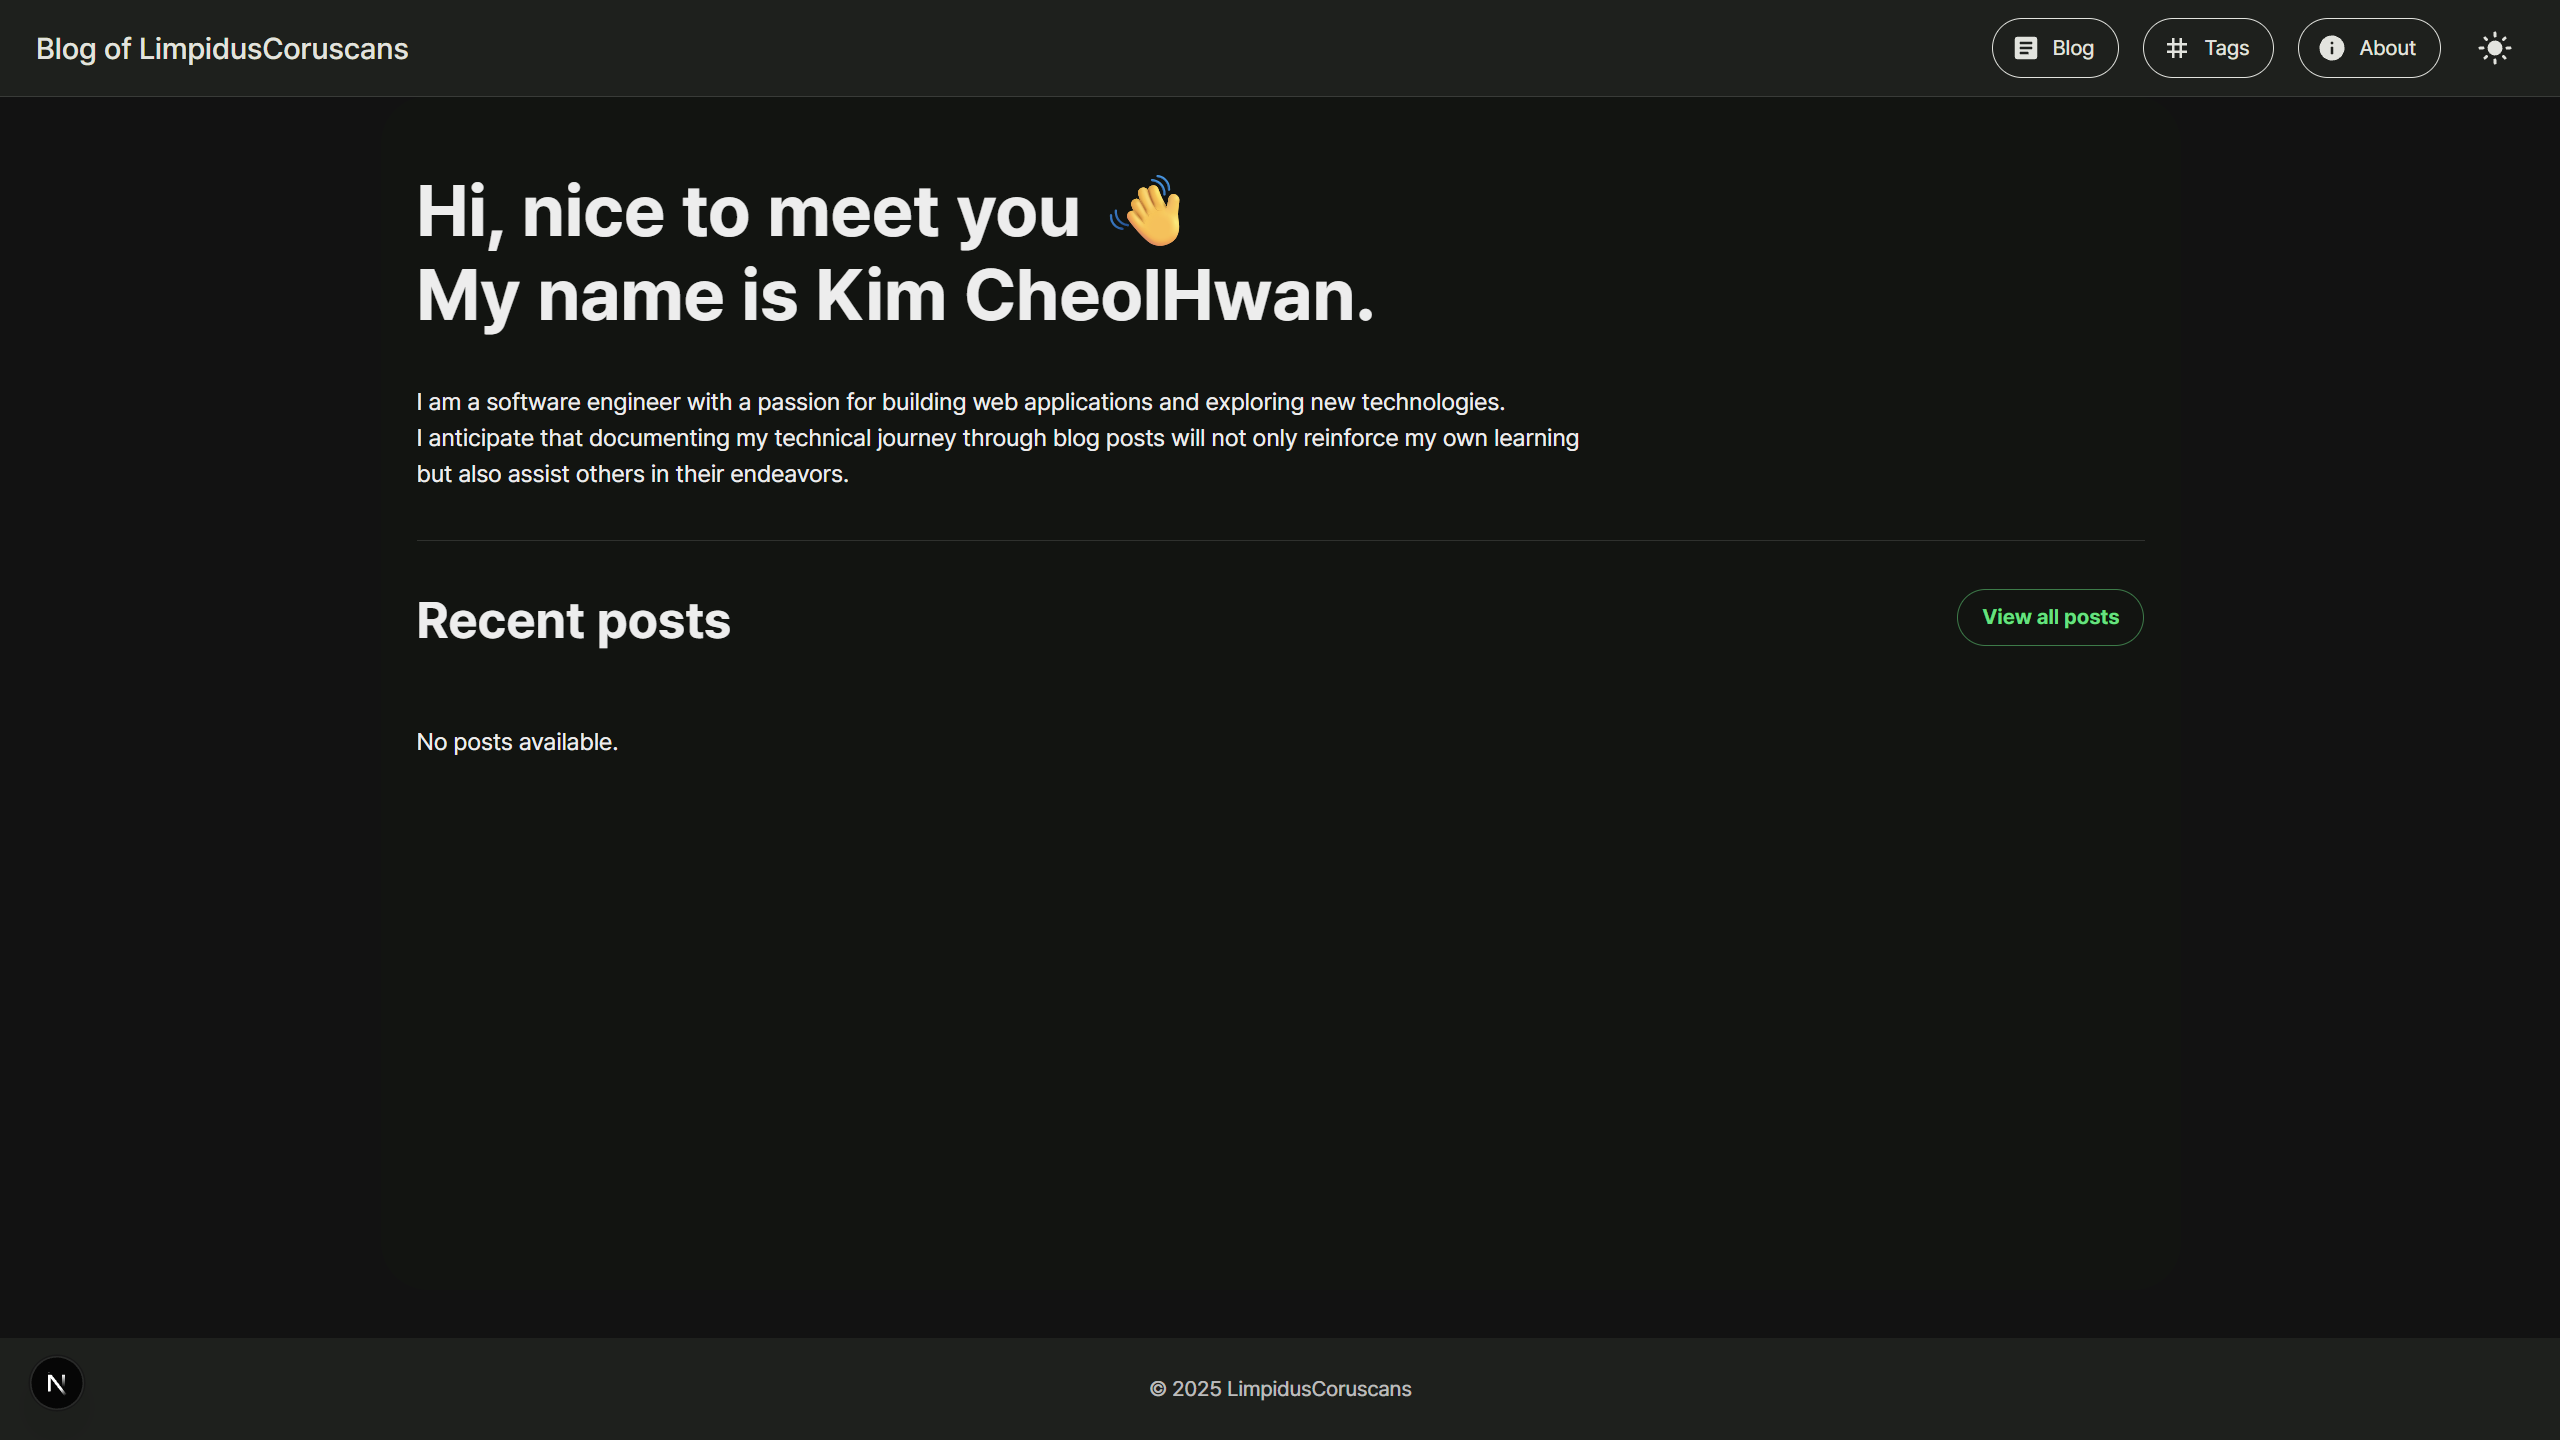 Blog of LimpidusCoruscans
Blog
Tags
About
Hi, nice to meet you 👋
My name is Kim CheolHwan.
I am a software engineer with a passion for building web applications and exploring new technologies.
I anticipate that documenting my technical journey through blog posts will not only reinforce my own learning
but also assist others in their endeavors.
Recent posts
View all posts
No posts available.
N
© 2025 LimpidusCoruscans